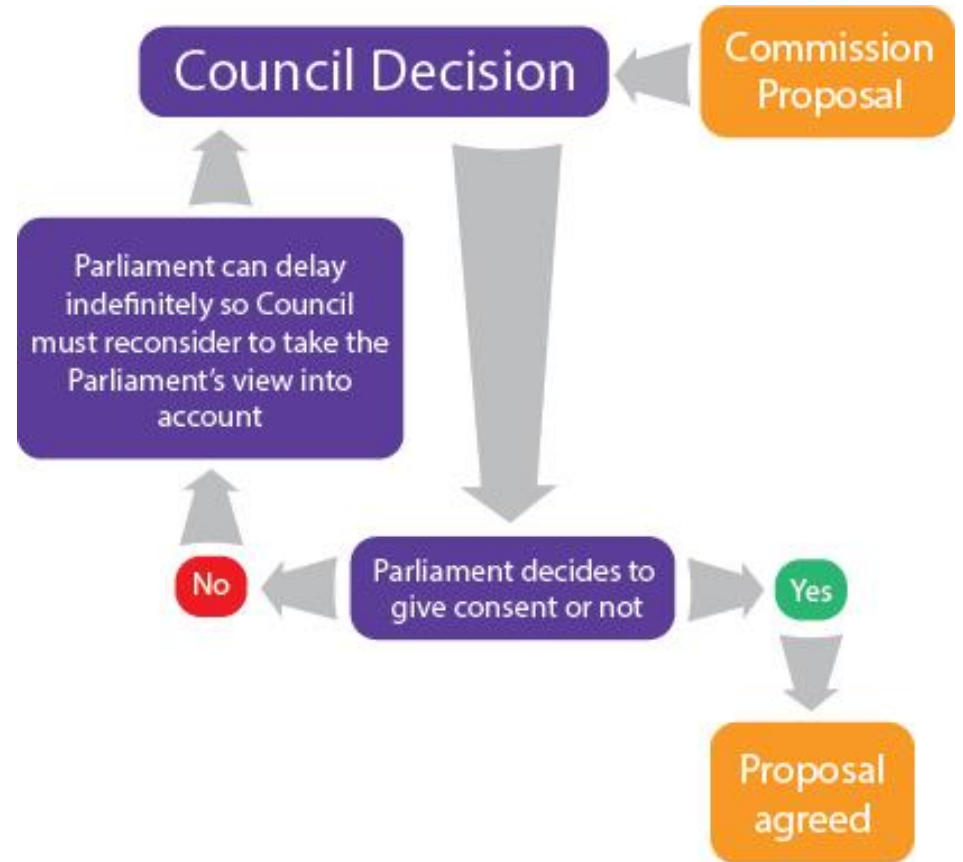 Council Decision
Commission
Proposal
Parliament can delay
indefinitely so Council
must reconsider to take the
Parliament’s view into
account
No
Parliament decides to
give consent or not
Yes
Proposal
agreed